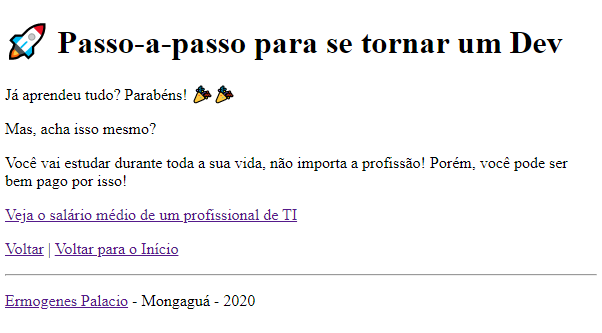 🚀 Passo-a-passo para se tornar um Dev
Já aprendeu tudo? Parabéns! 🎉🎉
Mas, acha isso mesmo?
Você vai estudar durante toda a sua vida, não importa a profissão! Porém, você pode ser
bem pago por isso!
Veja o salário médio de um profissional de TI
Voltar | Voltar para o Início
Ermogenes Palacio - Mongaguá - 2020